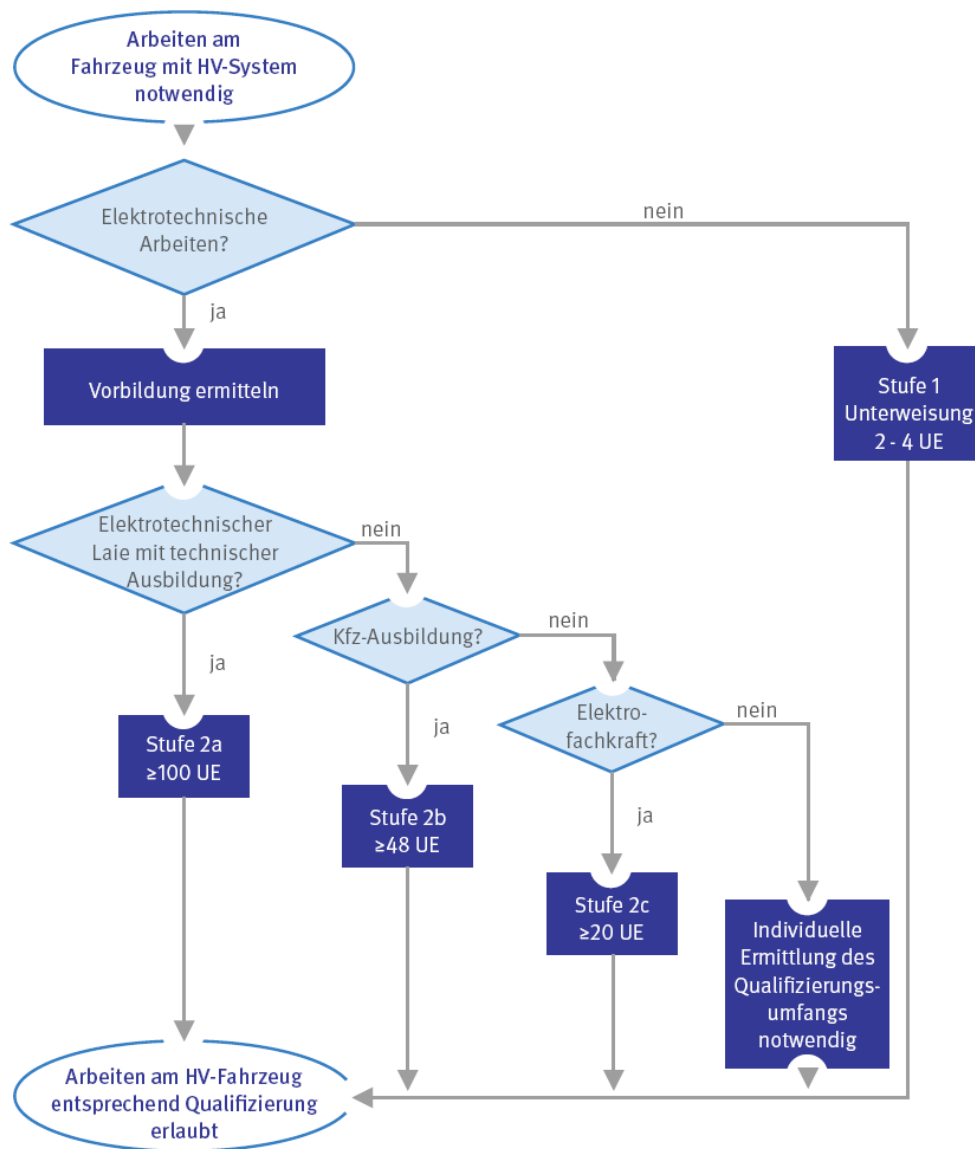 Arbeiten am
Fahrzeug mit HV-System
notwendig
Elektrotechnische
Arbeiten?
nein
ja
Vorbildung ermitteln
Stufe 1
Unterweisung
2 - 4 UE
Elektrotechnischer
Laie mit technischer
Ausbildung?
nein
ja
Kfz-Ausbildung?
nein
ja
Elektro-
fachkraft?
nein
ja
Stufe 2a
≥100 UE
Stufe 2b
≥48 UE
Stufe 2c
≥20 UE
Individuelle
Ermittlung des
Qualifizierungs-
umfangs
notwendig
Arbeiten am HV-Fahrzeug
entsprechend Qualifizierung
erlaubt